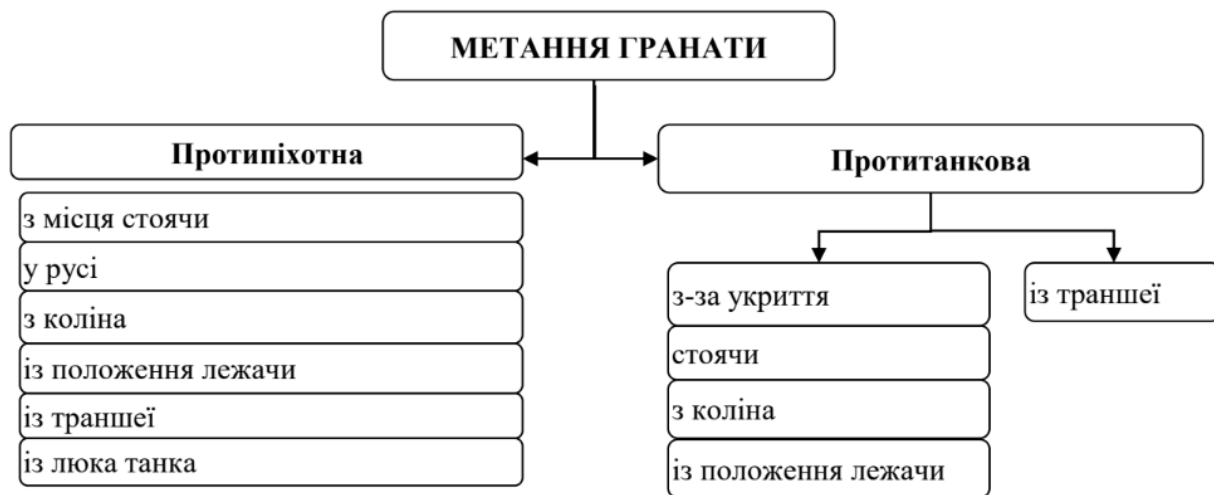 МЕТАННЯ ГРАНАТИ
Протипіхотна
з місця стоячи
у русі
з коліна
із положення лежачи
із траншеї
із люка танка
Протитанкова
з-за укриття
стоячи
з коліна
із положення лежачи
із траншеї